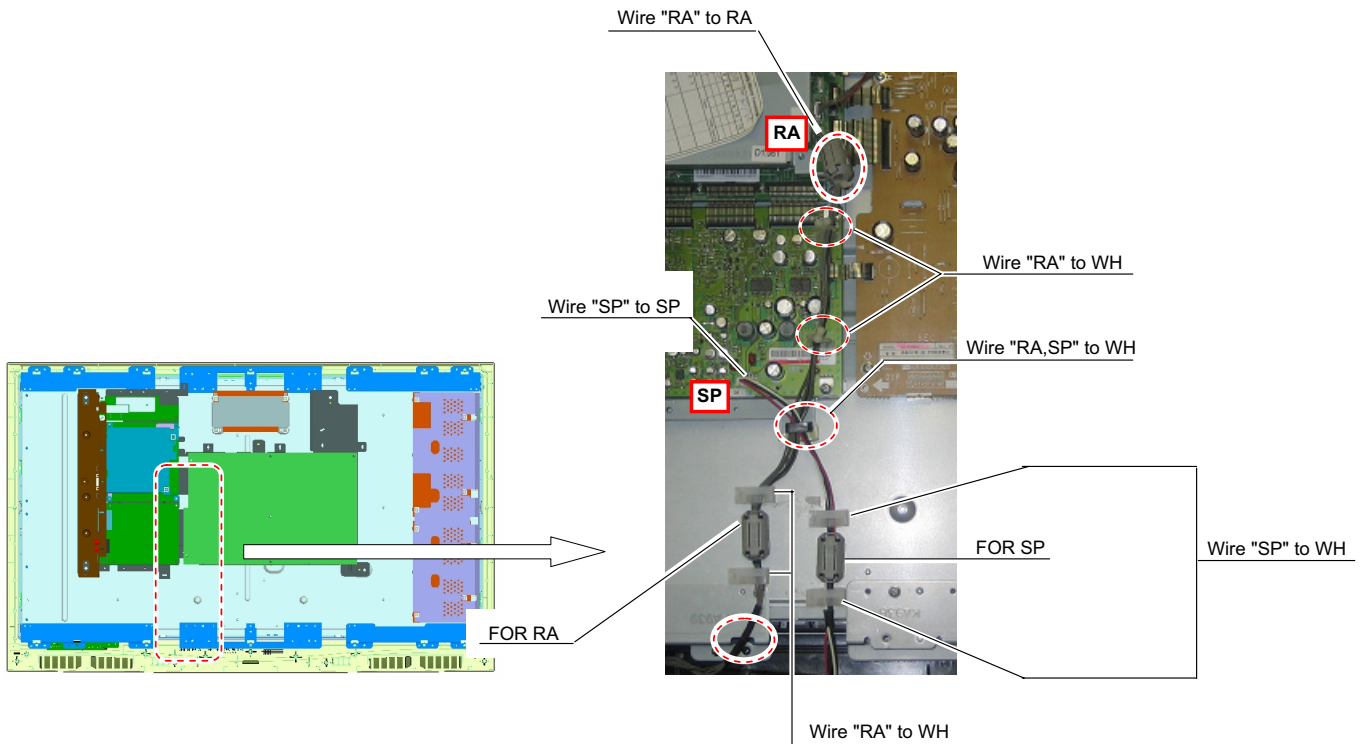 Wire "RA" to RA
RA
Wire "RA" to WH
Wire "SP" to SP
Wire "RA,SP" to WH
SP
FOR SP
Wire "SP" to WH
FOR RA
Wire "RA" to WH